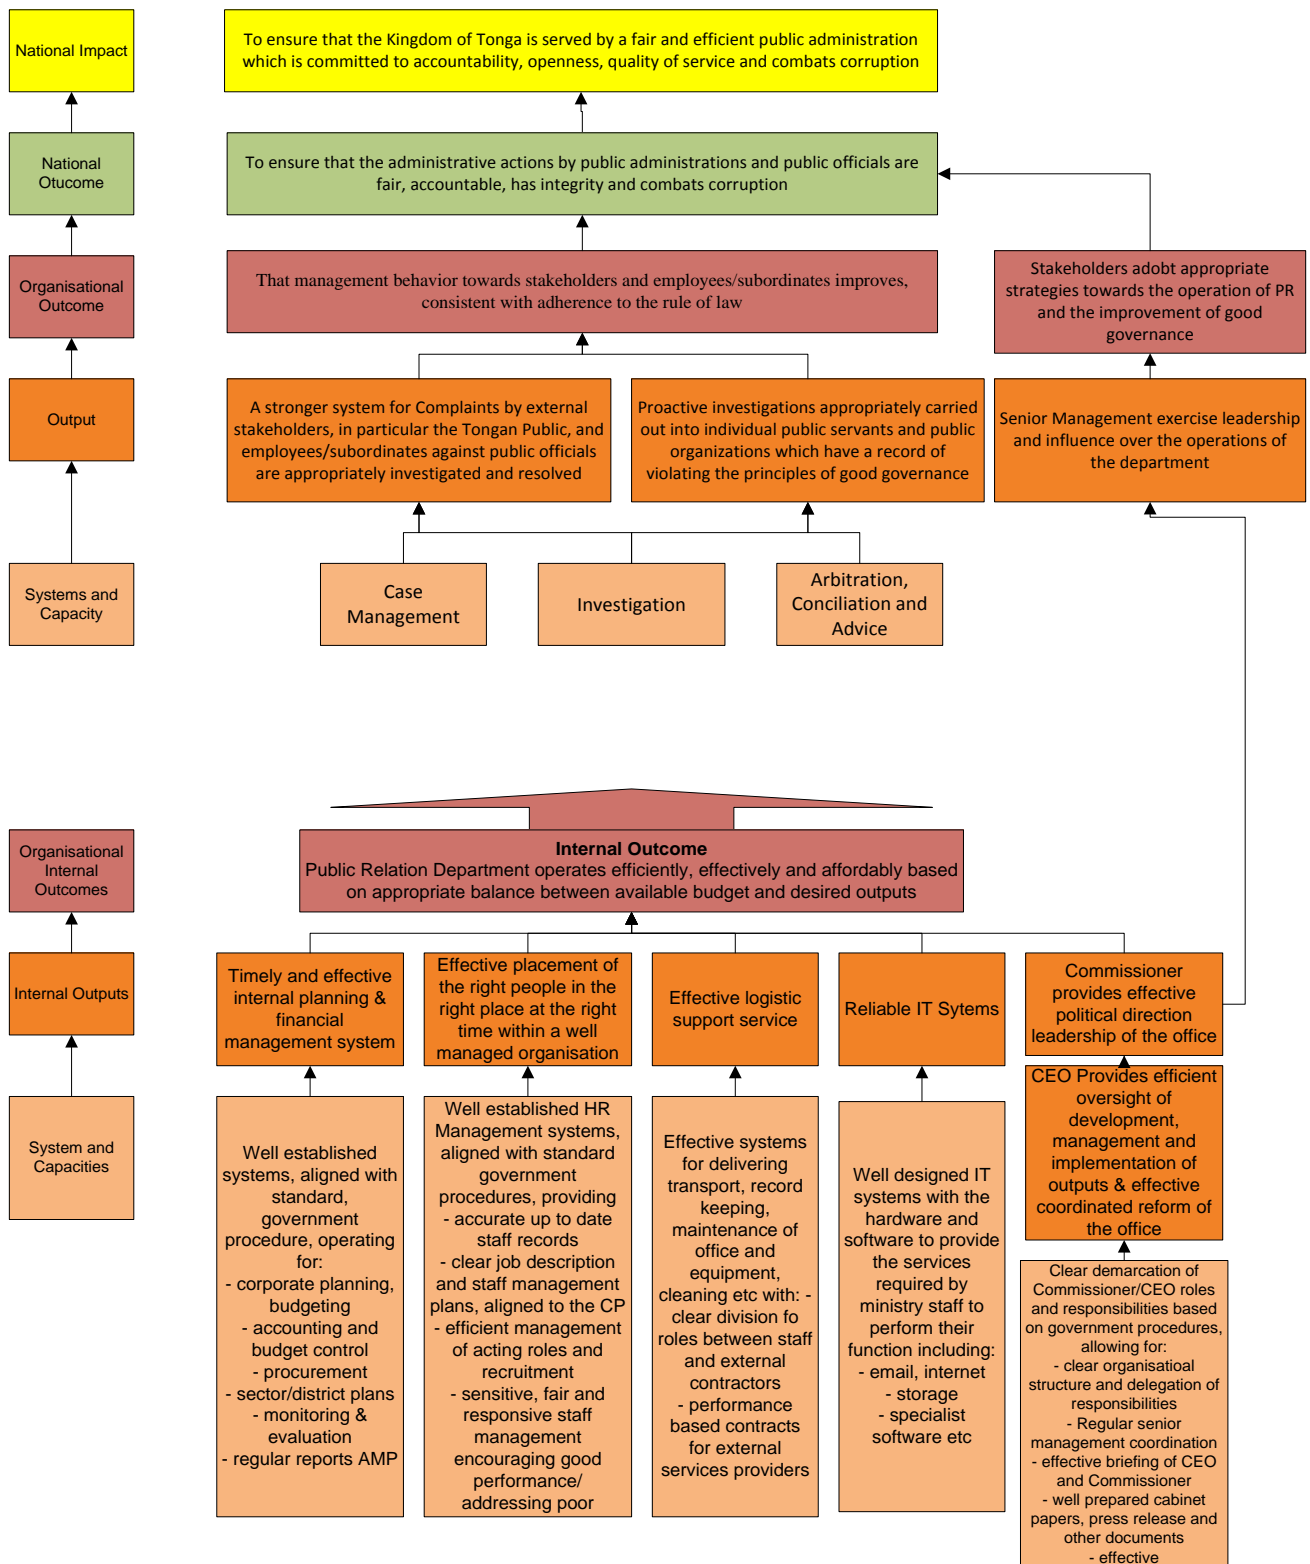 National Impact
To ensure that the Kingdom of Tonga is served by a fair and efficient public administration
which is committed to accountability, openness, quality of service and combats corruption
National
Otucome
To ensure that the administrative actions by public administrations and public officials are
fair, accountable, has integrity and combats corruption
Organisational
Outcome
That management behavior towards stakeholders and employees/subordinates improves,
consistent with adherence to the rule of law
Stakeholders adobt appropriate
strategies towards the operation of PR
and the improvement of good
governance
Output
A stronger system for Complaints by external
stakeholders, in particular the Tongan Public, and
employees/subordinates against public officials
are appropriately investigated and resolved
Proactive investigations appropriately carried
out into individual public servants and public
organizations which have a record of
violating the principles of good governance
Senior Management exercise leadership
and influence over the operations of
the department
Systems and
Capacity
Case
Management
Investigation
Arbitration,
Conciliation and
Advice
Organisational
Internal
Outcomes
Internal Outcome
Public Relation Department operates efficiently, effectively and affordably based
on appropriate balance between available budget and desired outputs
Internal Outputs
Timely and effective
internal planning &
financial
management system
Effective placement of
the right people in the
right place at the right
time within a well
managed organisation
Effective logistic
support service
Reliable IT Sytems
Commissioner
provides effective
political direction
leadership of the office
CEO Provides efficient
oversight of
development,
management and
implementation of
outputs & effective
coordinated reform of
the office
System and
Capacities
Well established
systems, aligned with
standard,
government
procedure, operating
for:
- corporate planning,
budgeting
- accounting and
budget control
- procurement
- sector/district plans
- monitoring &
evaluation
- regular reports AMP
Well established HR
Management systems,
aligned with standard
government
procedures, providing
- accurate up to date
staff records
- clear job description
and staff management
plans, aligned to the CP
- efficient management
of acting roles and
recruitment
- sensitive, fair and
responsive staff
management
encouraging good
performance/
addressing poor
Effective systems
for delivering
transport, record
keeping,
maintenance of
office and
equipment,
cleaning etc with: -
clear division fo
roles between staff
and external
contractors
- performance
based contracts
for external
services providers
Well designed IT
systems with the
hardware and
software to provide
the services
required by
ministry staff to
perform their
function including:
- email, internet
- storage
- specialist
software etc
Clear demarcation of
Commissioner/CEO roles
and responsibilities based
on government procedures,
allowing for:
- clear organisatioal
structure and delegation of
responsibilities
- Regular senior
management coordination
- effective briefing of CEO
and Commissioner
- well prepared cabinet
papers, press release and
other documents
- effective